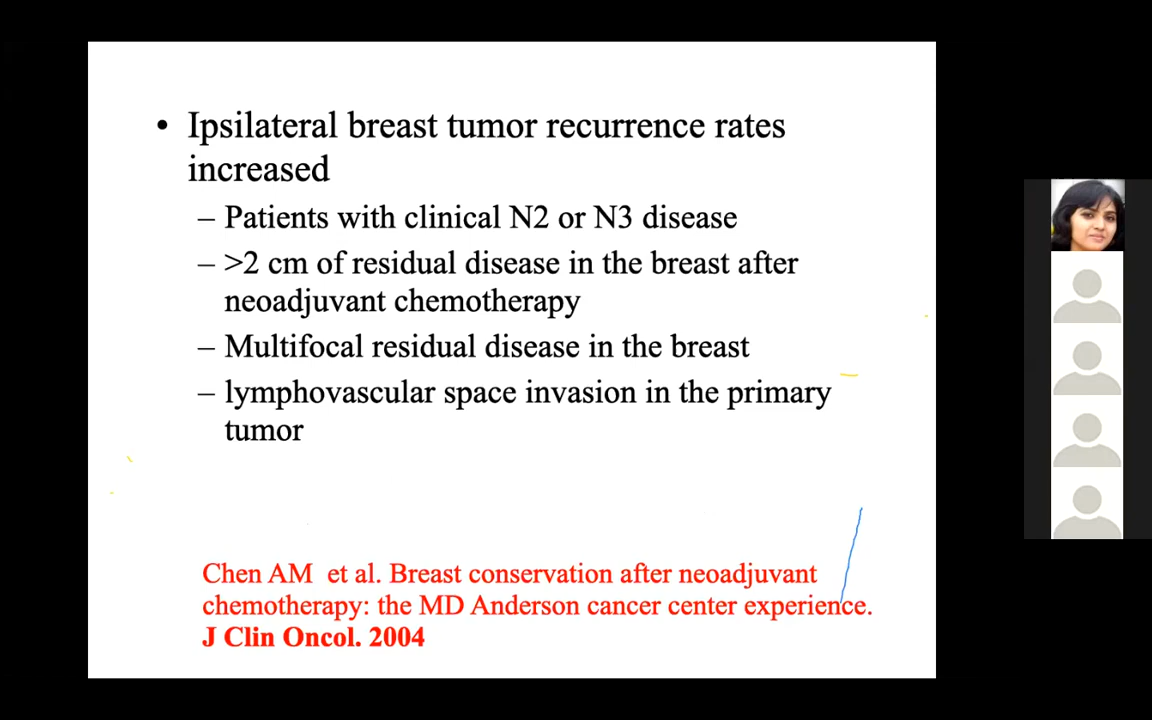 • Ipsilateral breast tumor recurrence rates
increased
– Patients with clinical N2 or N3 disease
– >2 cm of residual disease in the breast after
neoadjuvant chemotherapy
– Multifocal residual disease in the breast
– lymphovascular space invasion in the primary
tumor
Chen AM et al. Breast conservation after neoadjuvant
chemotherapy: the MD Anderson cancer center experience.
J Clin Oncol. 2004